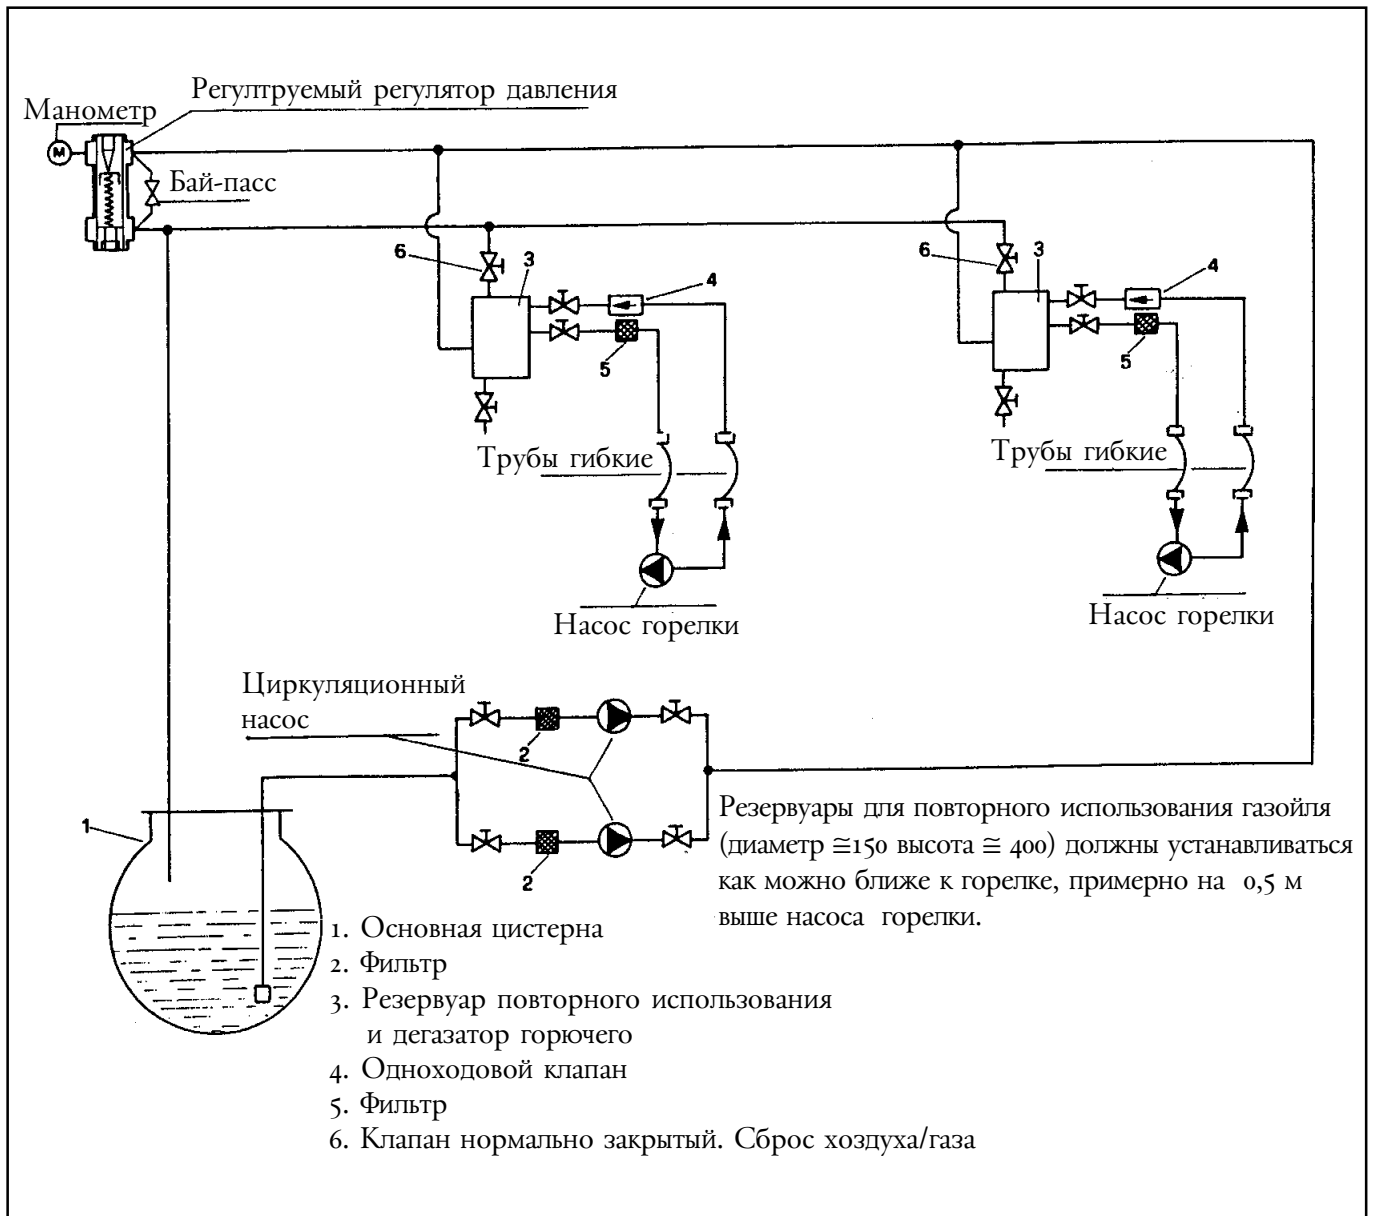 Регултруемый регулятор давления
Манометр
М
Бай-пасс
6
3
4
5
6
3
4
5
Трубы гибкие
Трубы гибкие
Насос горелки
Насос горелки
Циркуляционный
насос
2
2
1
Резервуары для повторного использования газойля
(диаметр ≅150 высота ≅ 400) должны устанавливаться
как можно ближе к горелке, примерно на 0,5 м
выше насоса горелки.
1. Основная цистерна
2. Фильтр
3. Резервуар повторного использования
и дегазатор горючего
4. Одноходовой клапан
5. Фильтр
6. Клапан нормально закрытый. Сброс хоздуха/газа